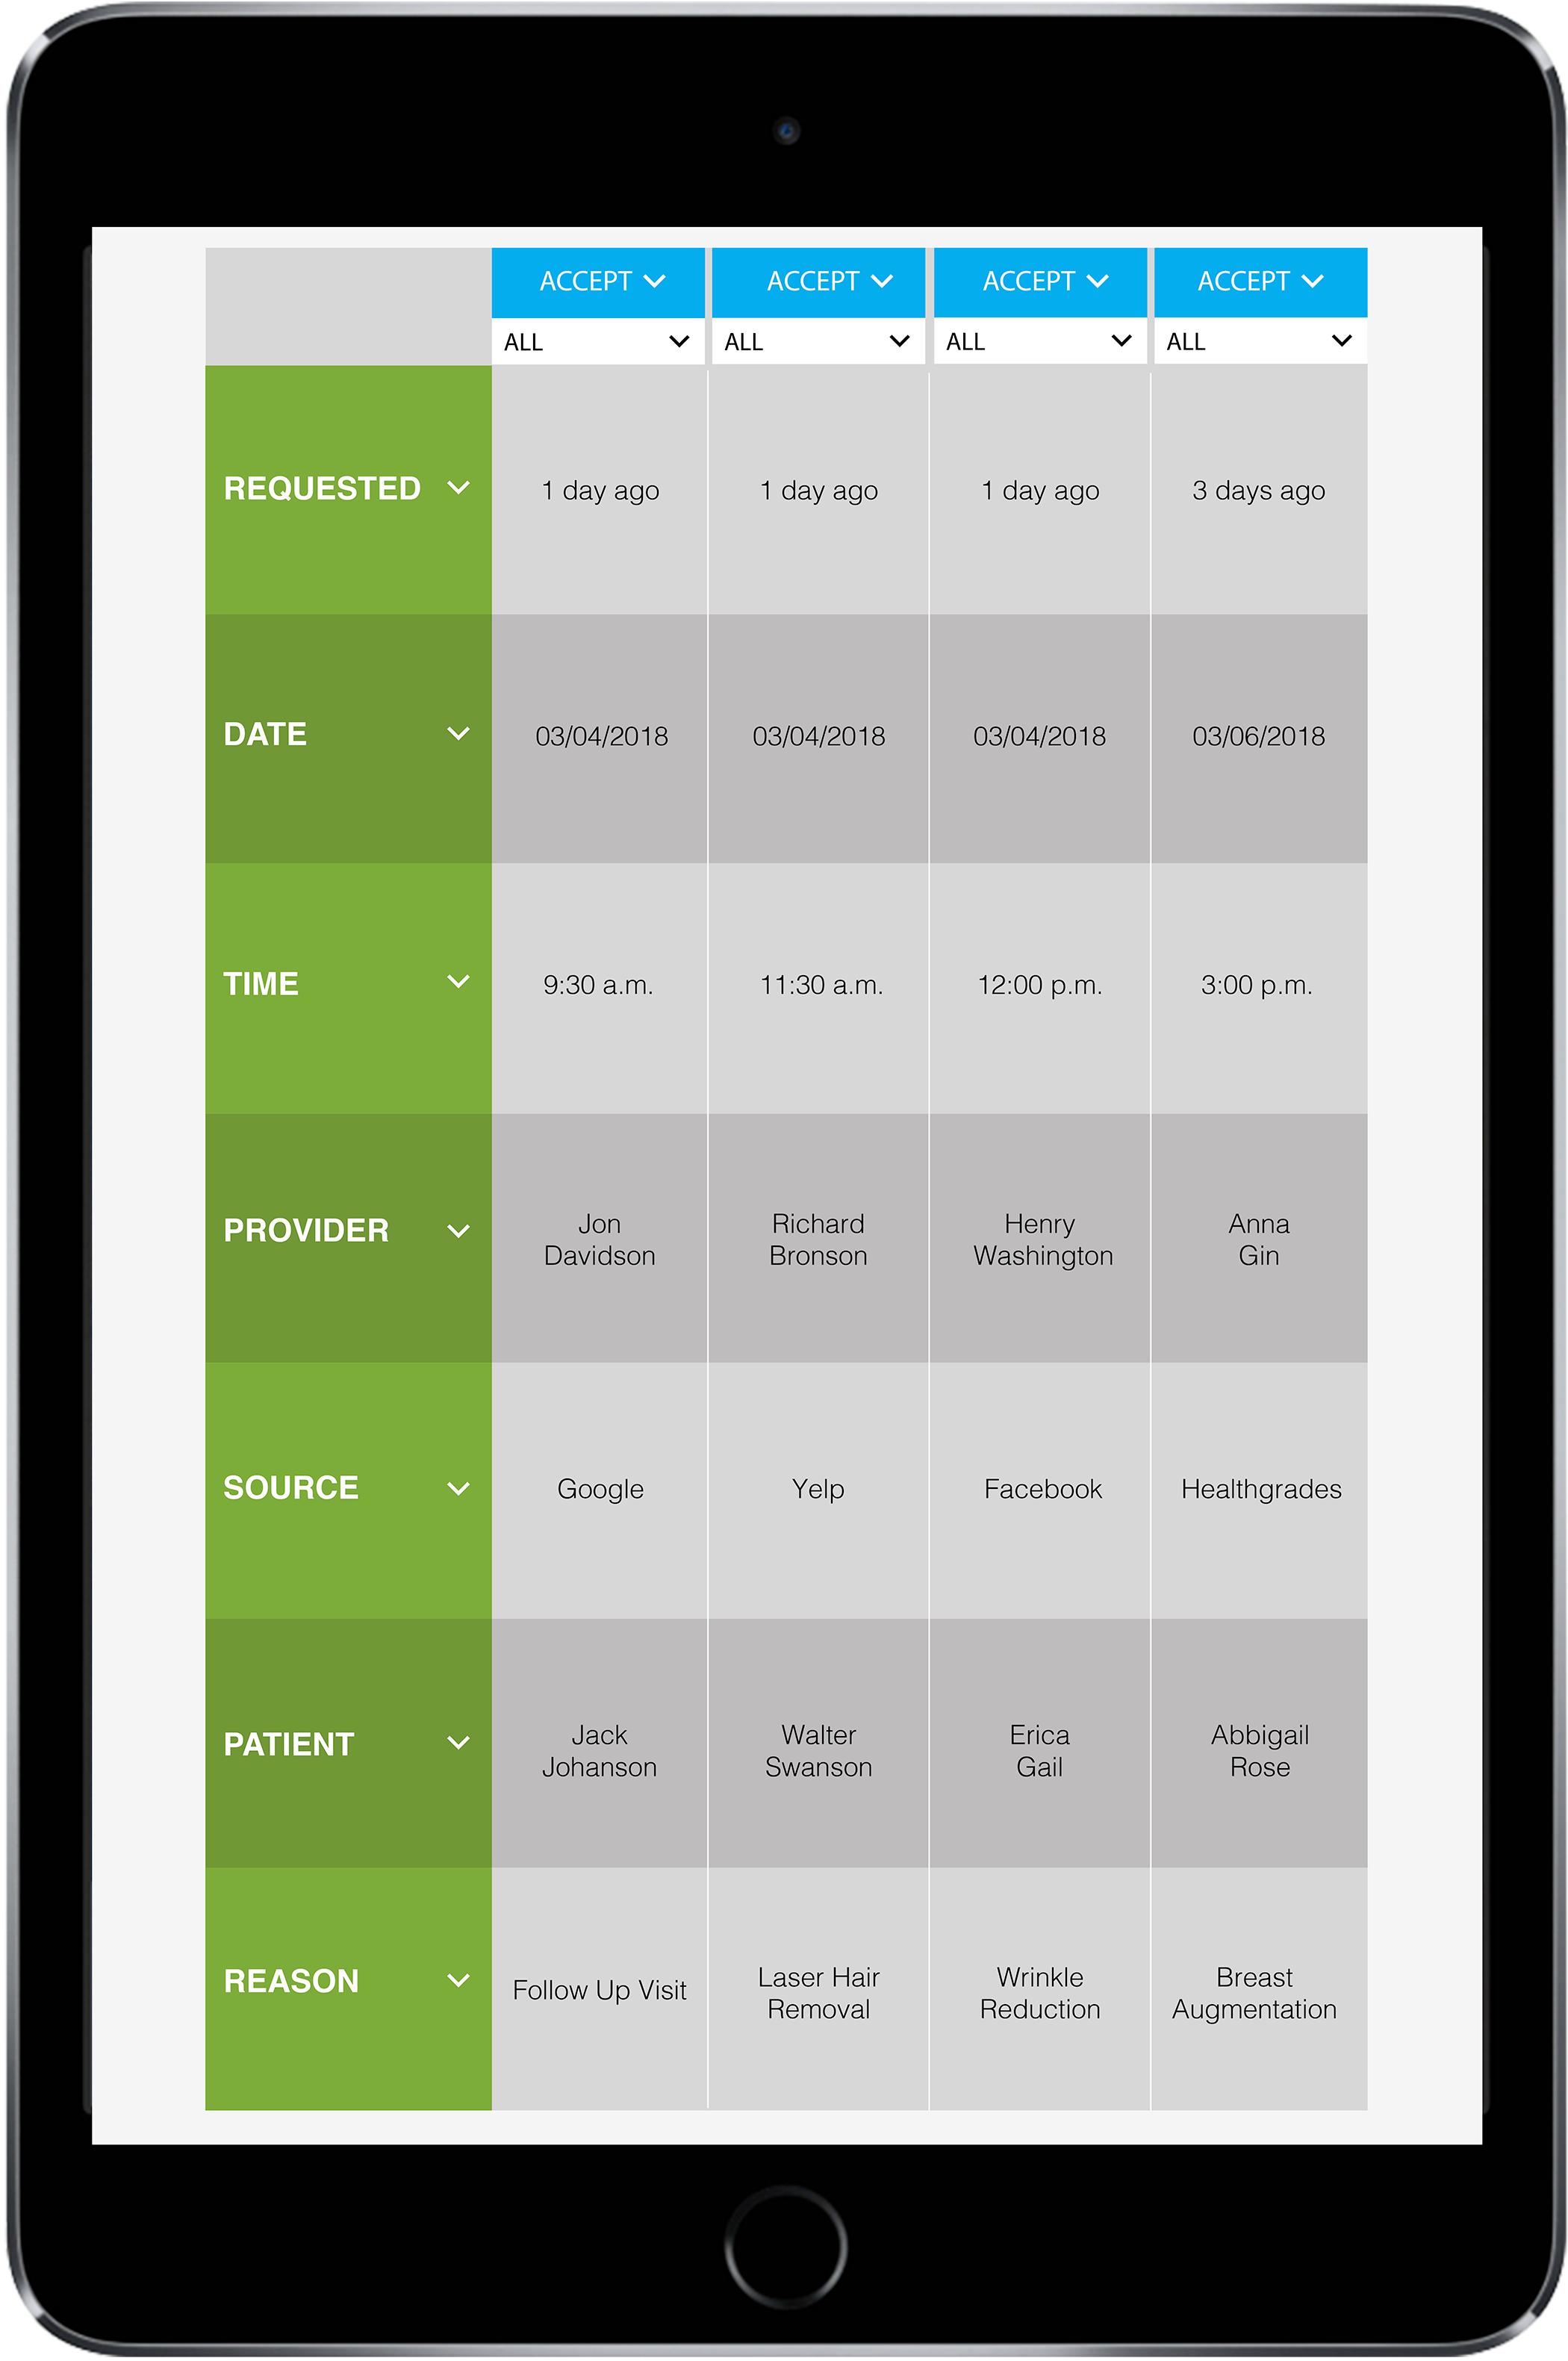 ACCEPT ACCEPT ACCEPT ACCEPT
ALL ALL ALL ALL
REQUESTED 1 day ago 1 day ago 1 day ago 3 days ago
DATE 03/04/2018 03/04/2018 03/04/2018 03/06/2018
TIME 9:30 a.m. 11:30 a.m. 12:00 p.m. 3:00 p.m.
PROVIDER Jon Davidson Richard Bronson Henry Washington Anna Gin
SOURCE Google Yelp Facebook Healthgrades
PATIENT Jack Johanson Walter Swanson Erica Gail Abbigail Rose
REASON Follow Up Visit Laser Hair Removal Wrinkle Reduction Breast Augmentation